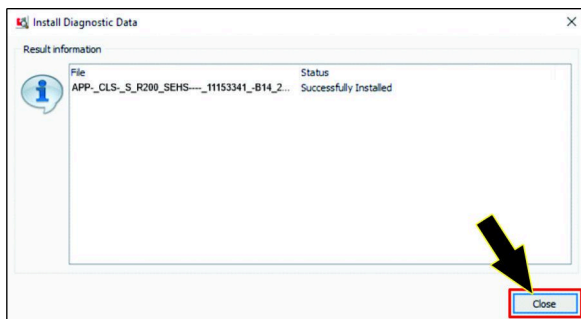 Install Diagnostic Data
Result information
File Status
APP-_CLS-_S_R200_SEHS----_11153341_-B14_2... Successfully Installed
Close